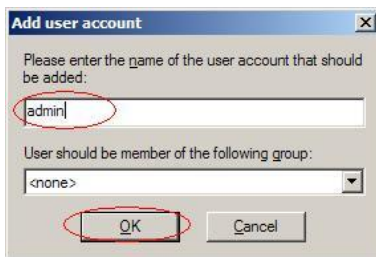 Add user account
Please enter the name of the user account that should
be added:
admin
User should be member of the following group:
<none>
OK Cancel